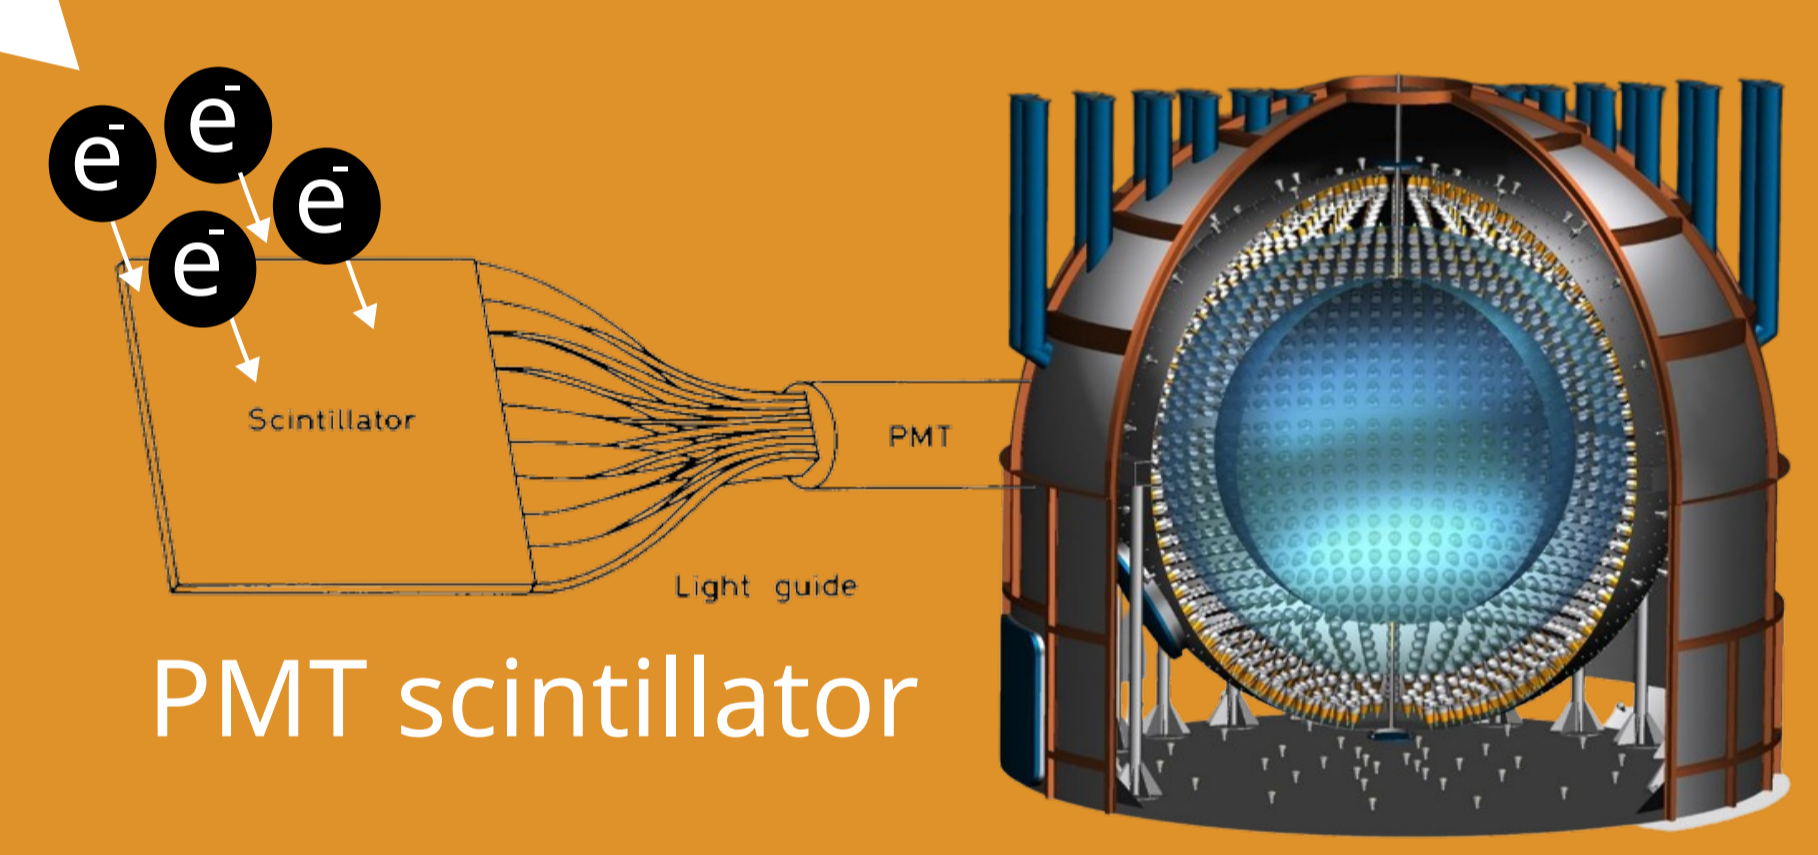 e-
e-
e-
e-
Scintillator
PMT
Light guide
PMT scintillator